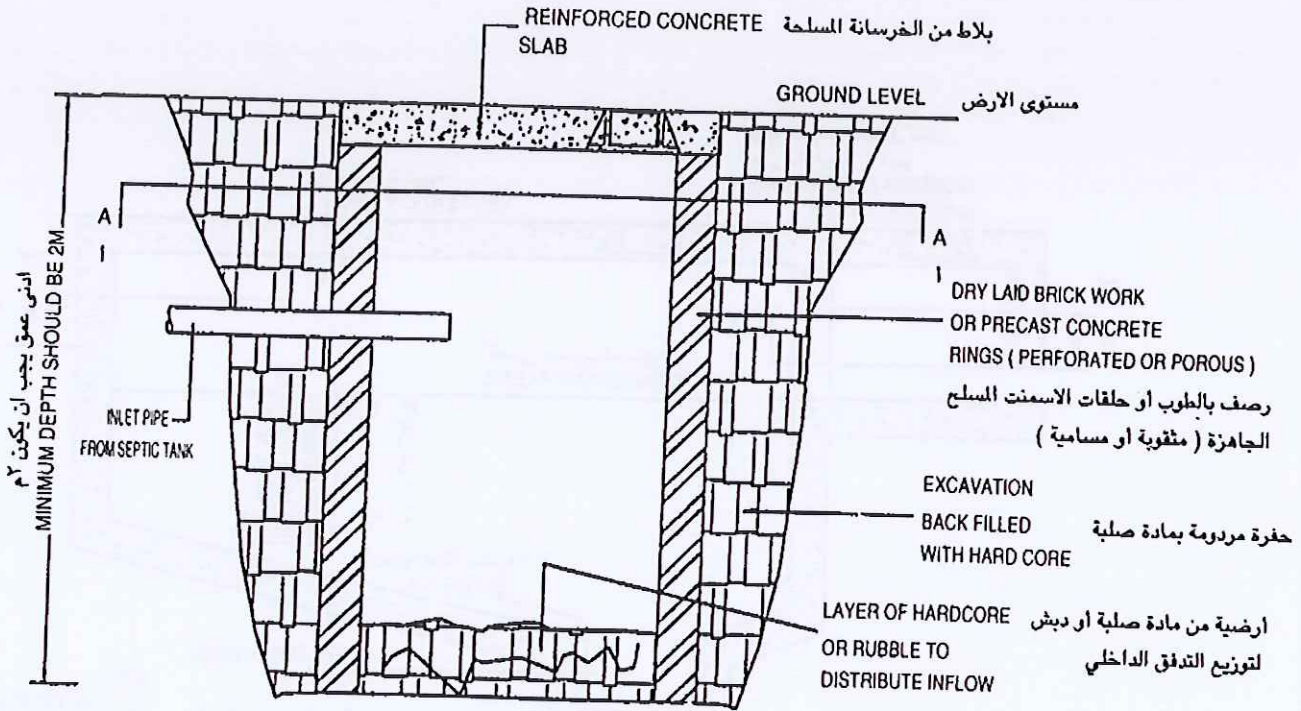 REINFORCED CONCRETE SLAB
بلاط من الخرسانة المسلحة
GROUND LEVEL مستوى الارض
A
A
ا
ا
ادنى عمق يجب ان يكون ٢م
MINIMUM DEPTH SHOULD BE 2M
INLET PIPE
FROM SEPTIC TANK
DRY LAID BRICK WORK
OR PRECAST CONCRETE
RINGS ( PERFORATED OR POROUS )
رصف بالطوب او حلقات الاسمنت المسلح
الجاهزة ( مثقوبة أو مسامية )
EXCAVATION
BACK FILLED
WITH HARD CORE
حفرة مردومة بمادة صلبة
LAYER OF HARDCORE
OR RUBBLE TO
DISTRIBUTE INFLOW
أرضية من مادة صلبة أو دبش
لتوزيع التدفق الداخلي